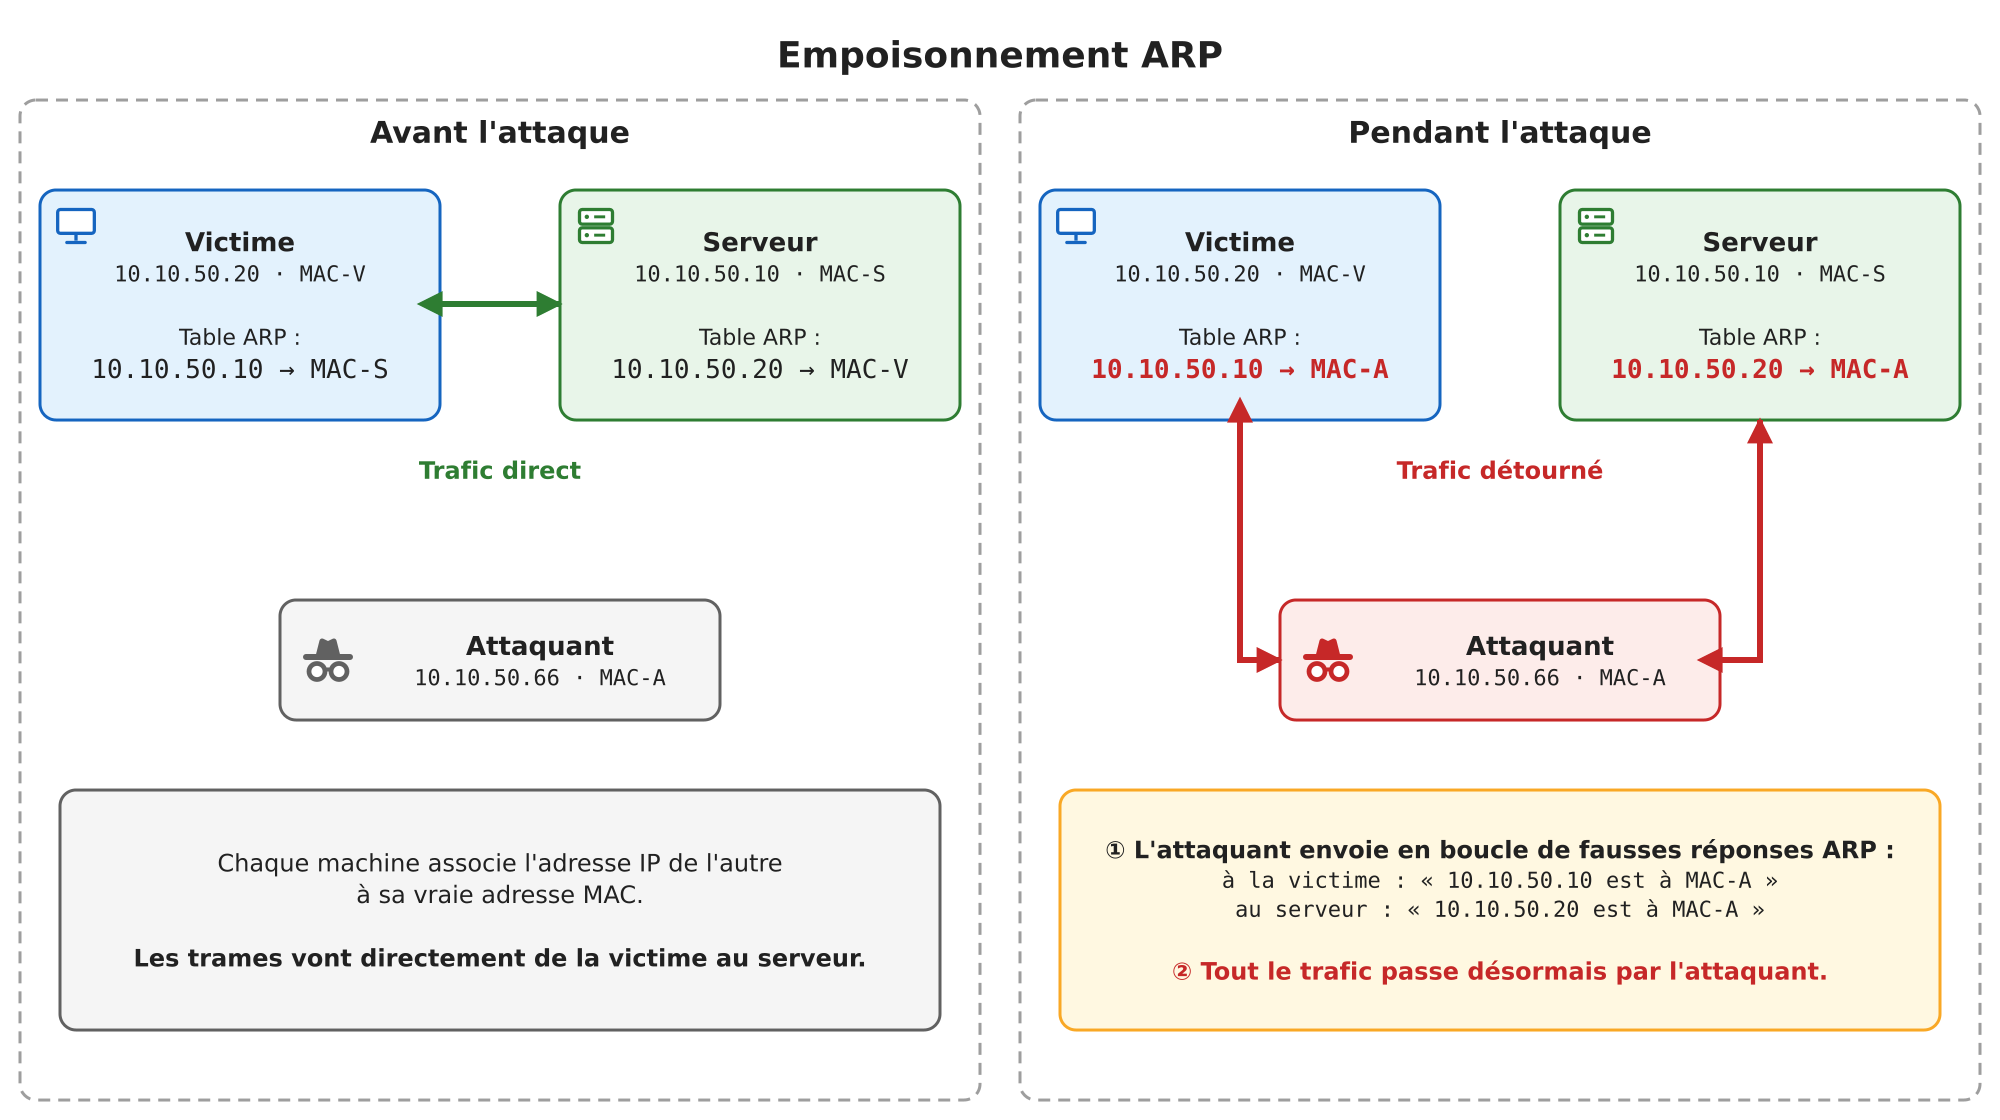 Empoisonnement ARP
Avant l'attaque
Victime
10.10.50.20 · MAC-V
Table ARP :
10.10.50.10 → MAC-S
Serveur
10.10.50.10 · MAC-S
Table ARP :
10.10.50.20 → MAC-V
Trafic direct
Attaquant
10.10.50.66 · MAC-A
Chaque machine associe l'adresse IP de l'autre
à sa vraie adresse MAC.
Les trames vont directement de la victime au serveur.
Pendant l'attaque
Victime
10.10.50.20 · MAC-V
Table ARP :
10.10.50.10 → MAC-A
Serveur
10.10.50.10 · MAC-S
Table ARP :
10.10.50.20 → MAC-A
Trafic détourné
Attaquant
10.10.50.66 · MAC-A
① L'attaquant envoie en boucle de fausses réponses ARP :
à la victime : « 10.10.50.10 est à MAC-A »
au serveur : « 10.10.50.20 est à MAC-A »
② Tout le trafic passe désormais par l'attaquant.